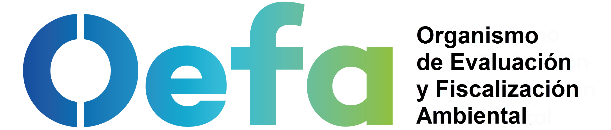 Oefa
Organismo
de Evaluación
y Fiscalización
Ambiental